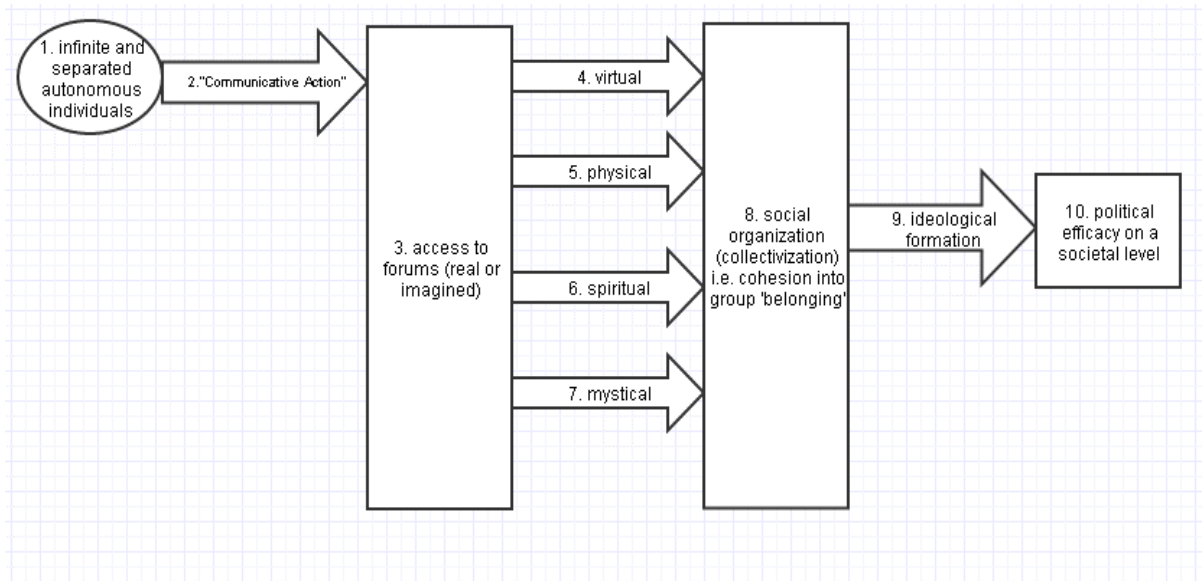 1. infinite and
separated
autonomous
individuals
2."Communicative Action"
3. access to
forums (real or
imagined)
4. virtual
5. physical
6. spiritual
7. mystical
8. social
organization
(collectivization)
i.e. cohesion into
group 'belonging'
9. ideological
formation
10. political
efficacy on a
societal level